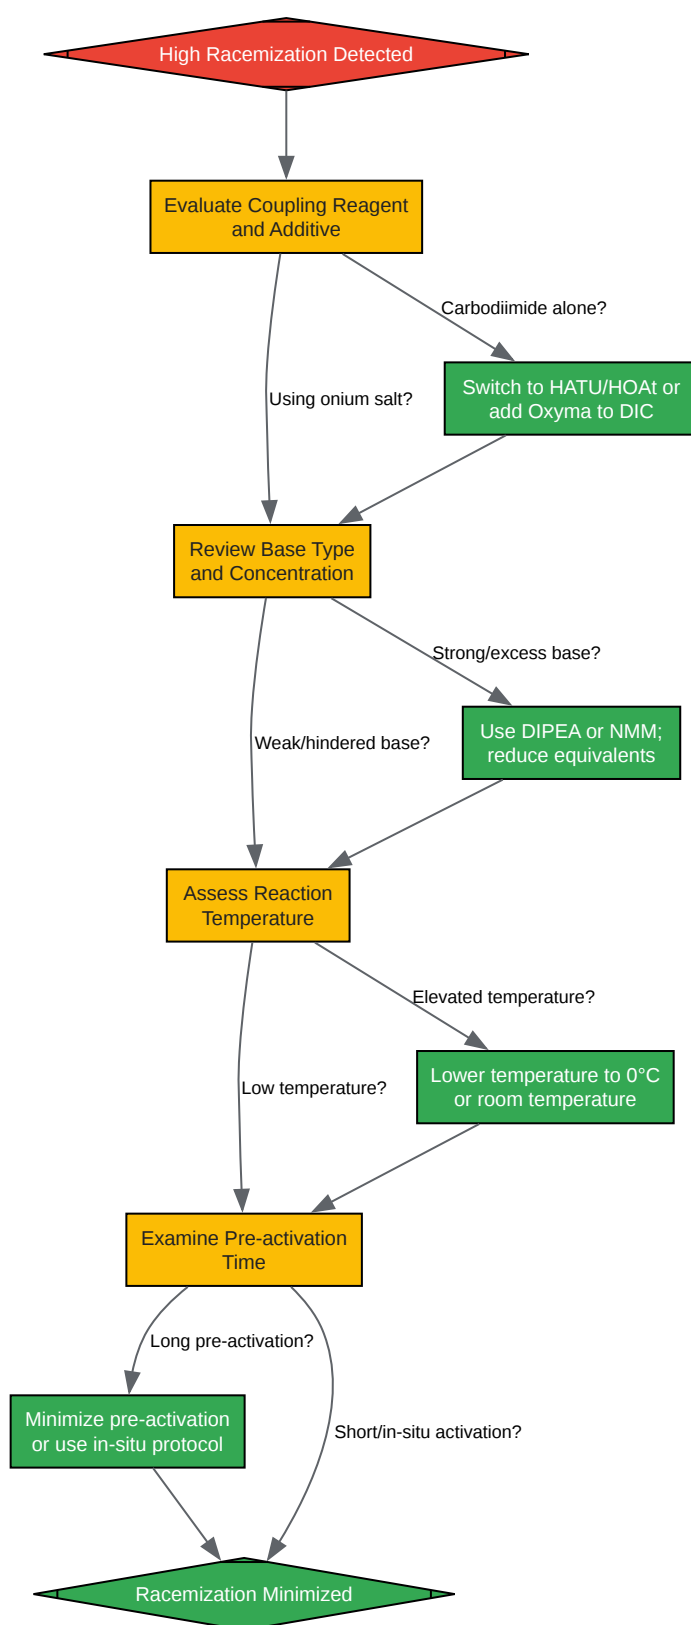 High Racemization Detected
Evaluate Coupling Reagent
and Additive
Carbodiimide alone?
Switch to HATU/HOAt or
add Oxyma to DIC
Using onium salt?
Review Base Type
and Concentration
Strong/excess base?
Use DIPEA or NMM;
reduce equivalents
Weak/hindered base?
Assess Reaction
Temperature
Elevated temperature?
Lower temperature to 0°C
or room temperature
Low temperature?
Examine Pre-activation
Time
Long pre-activation?
Minimize pre-activation
or use in-situ protocol
Short/in-situ activation?
Racemization Minimized